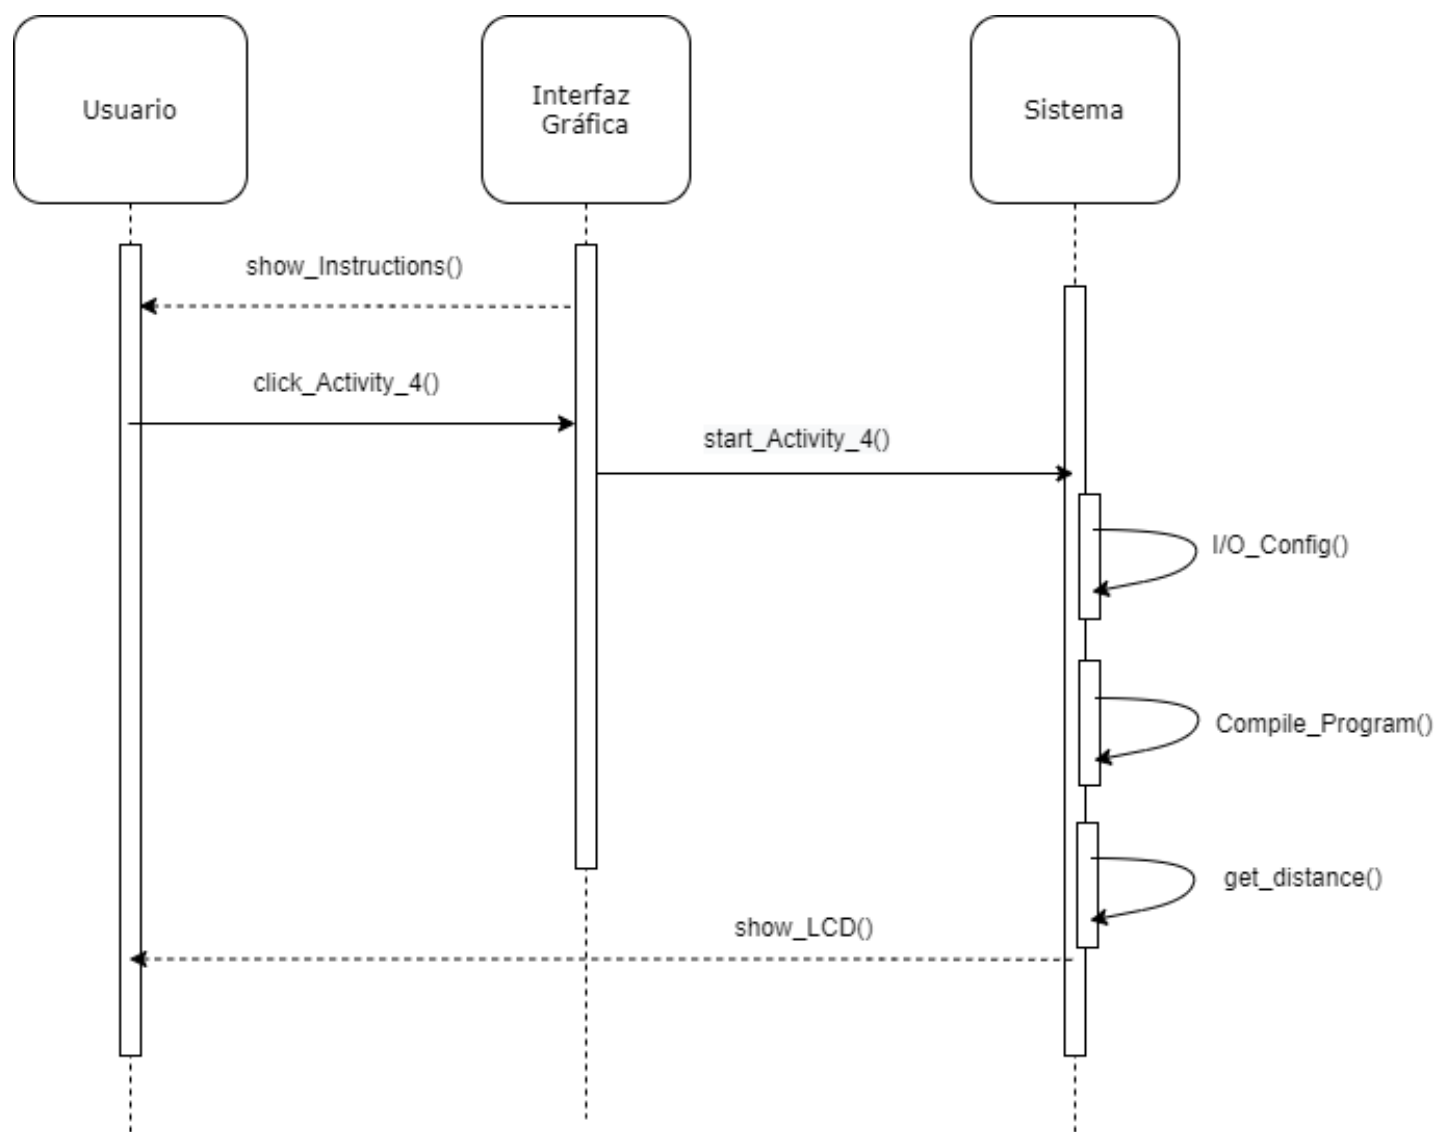 Usuario
Interfaz
Gráfica
Sistema
show_Instructions()
click_Activity_4()
start_Activity_4()
I/O_Config()
Compile_Program()
get_distance()
show_LCD()